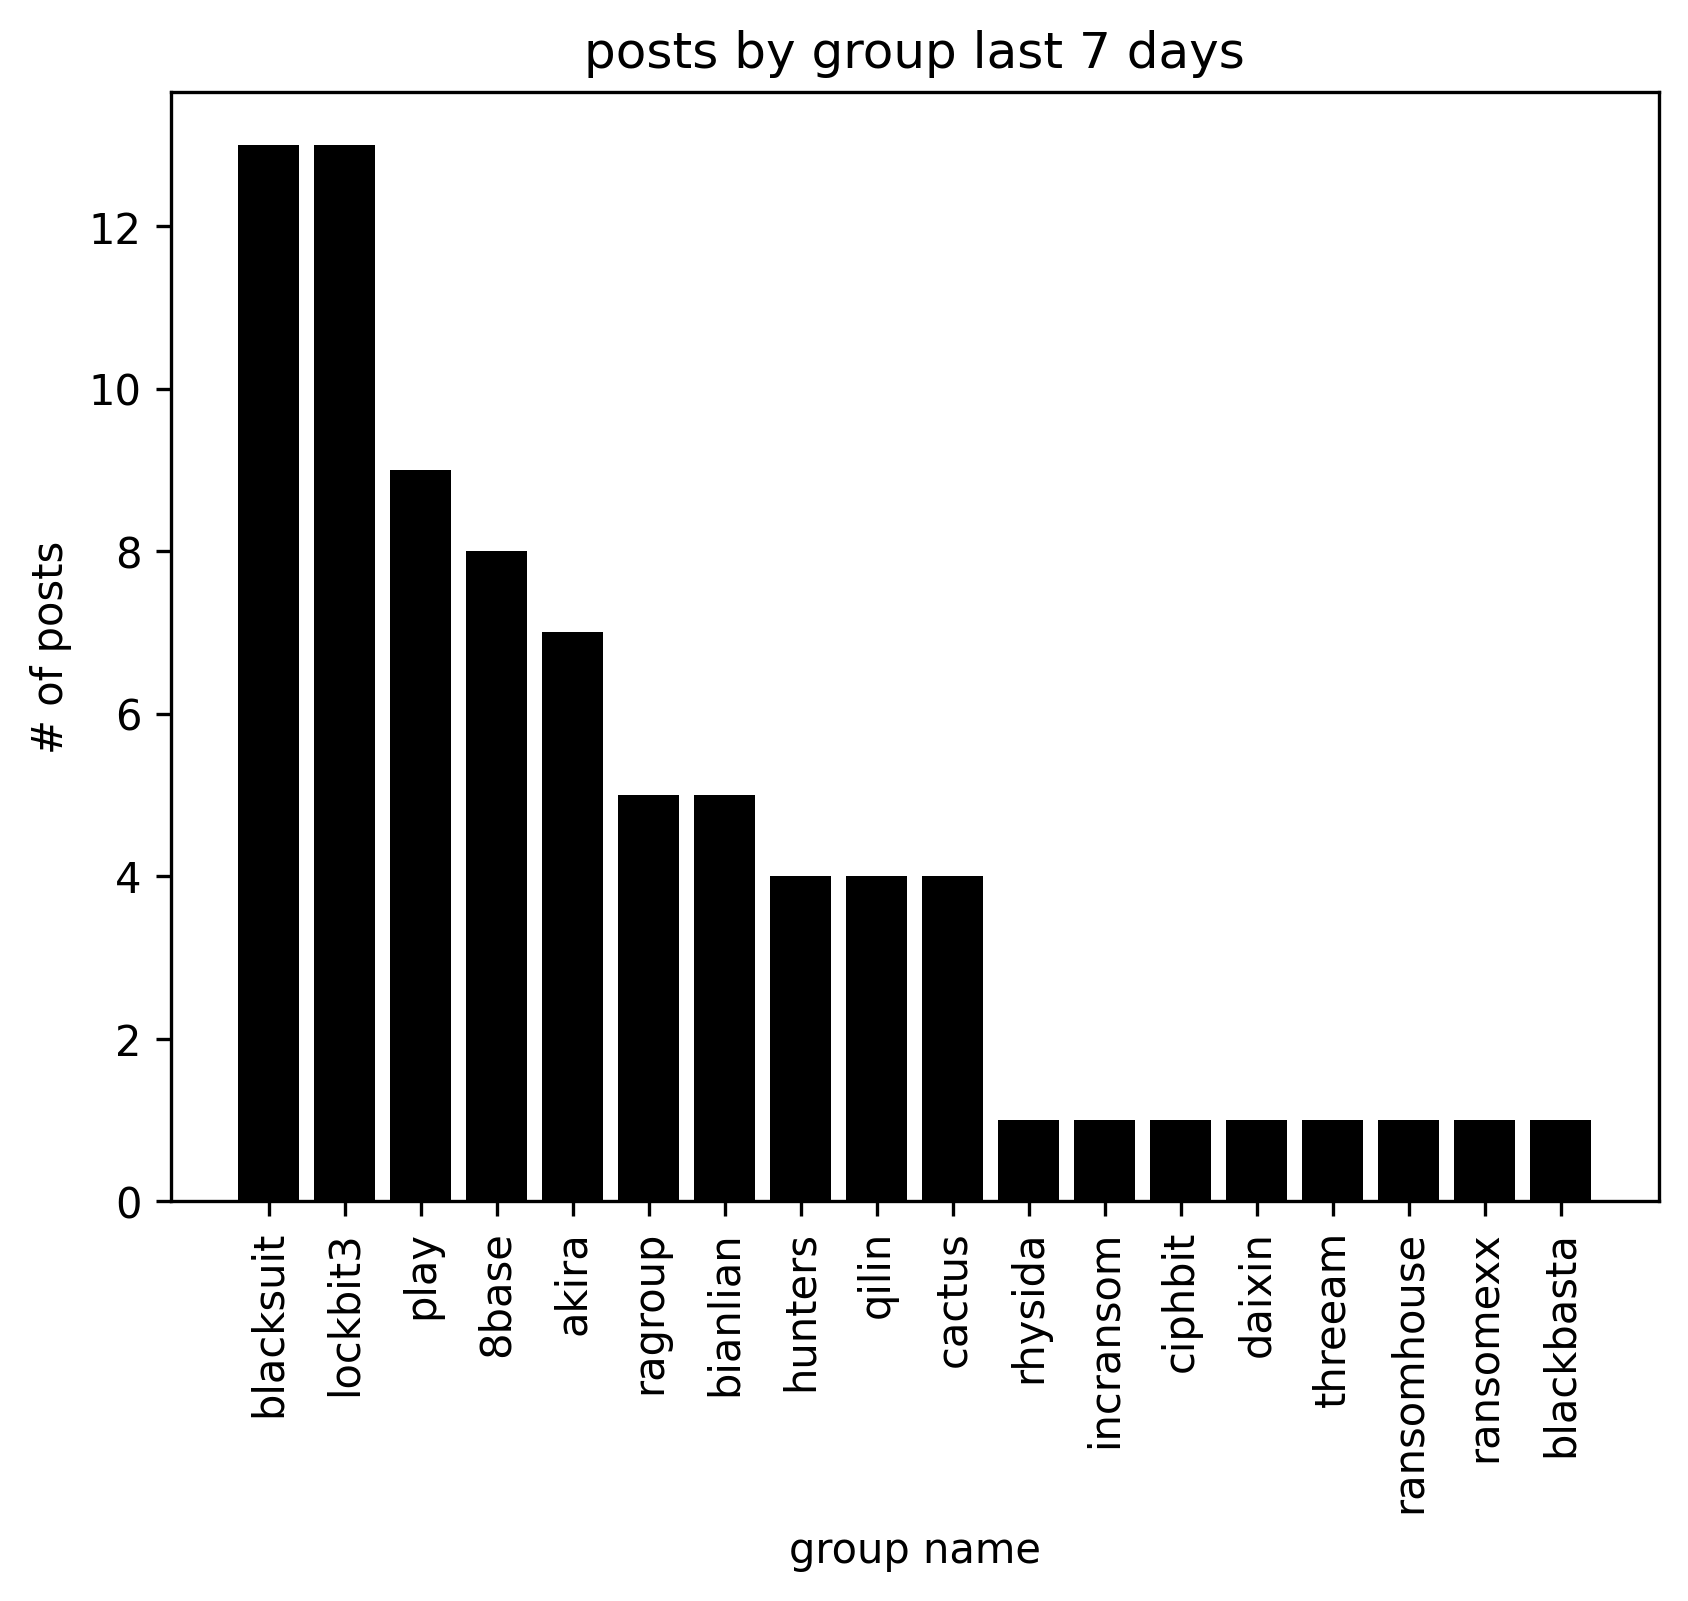 posts by group last 7 days
# of posts
12
10
8
6
4
2
0
blacksuit
lockbit3
play
8base
akira
ragroup
bianlian
hunters
qilin
cactus
rhysida
incransom
ciphbit
daixin
threeam
ransomhouse
ransomexx
blackbasta
group name